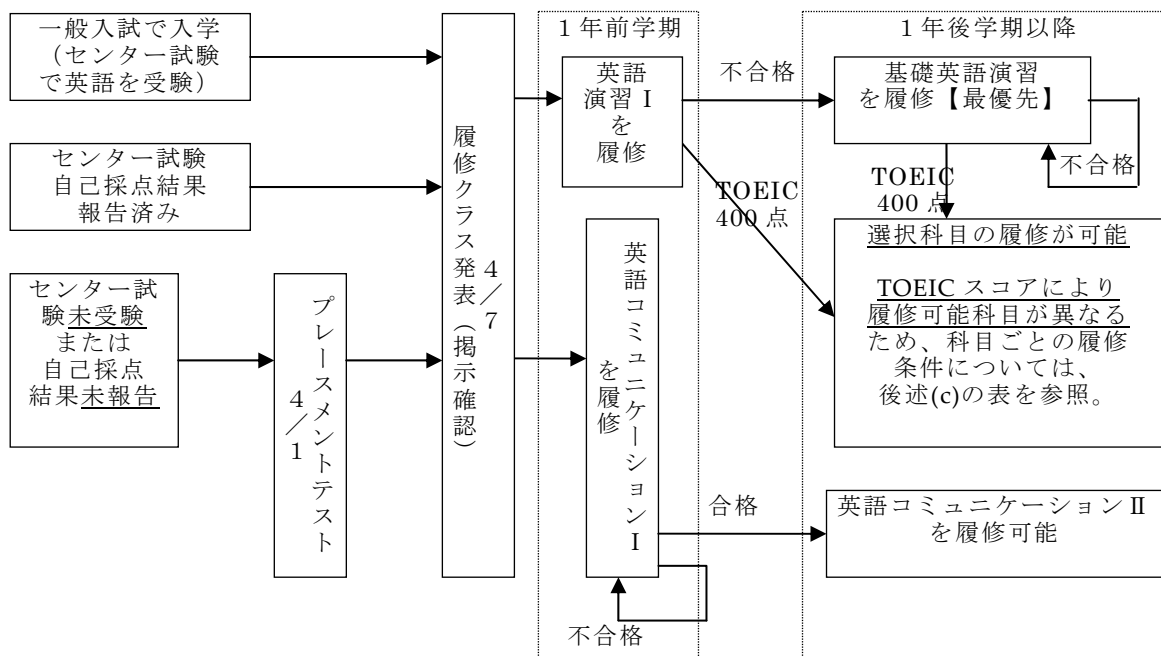 一般入試で入学
（センター試験
で英語を受験）
センター試験
自己採点結果
報告済み
センター試
験未受験
または
自己採点
結果未報告
プレースメントテスト
4／1
履修クラス発表（掲示確認）
4／7
1年前学期
英語
演習Ⅰ
を
履修
英語コミュニケーションⅠ
を履修
不合格
不合格
TOEIC
400 点
合格
1年後学期以降
基礎英語演習
を履修【最優先】
不合格
TOEIC
400 点
選択科目の履修が可能
TOEIC スコアにより
履修可能科目が異なる
ため、科目ごとの履修
条件については、
後述(c)の表を参照。
英語コミュニケーションⅡ
を履修可能